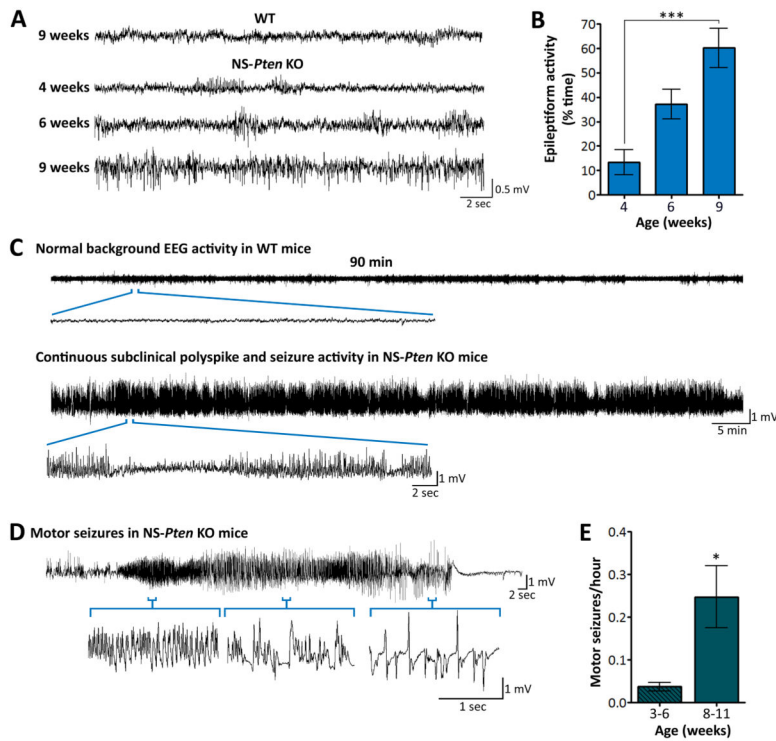 A
WT
9 weeks
NS-Pten KO
4 weeks
6 weeks
9 weeks
0.5 mV
2 sec
B
***
Epileptiform activity
(% time)
70
60
50
40
30
20
10
0
4 6 9
Age (weeks)
C
Normal background EEG activity in WT mice
90 min
Continuous subclinical polyspike and seizure activity in NS-Pten KO mice
1 mV
5 min
1 mV
2 sec
D
Motor seizures in NS-Pten KO mice
1 mV
2 sec
1 mV
1 sec
E
*
Motor seizures/hour
0.4
0.3
0.2
0.1
0.0
3-6 8-11
Age (weeks)